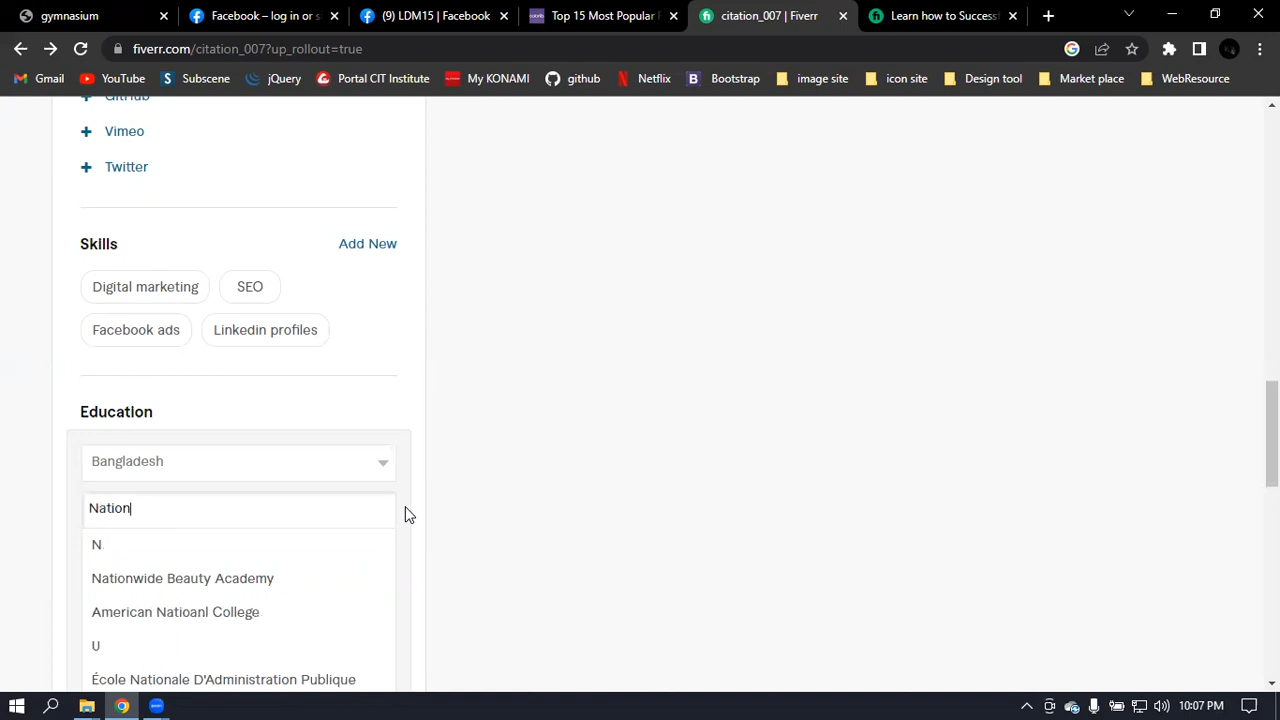 gymnasium
Facebook – log in or s
(9) LDM15 | Facebook
Top 15 Most Popular F
citation_007 | Fiverr
Learn how to Successf
fiverr.com/citation_007?up_rollout=true
Gmail
YouTube
Subscene
jQuery
Portal CIT Institute
My KONAMI
github
Netflix
Bootstrap
image site
icon site
Design tool
Market place
WebResource
GitHub
Vimeo
Twitter
Skills
Add New
Digital marketing
SEO
Facebook ads
Linkedin profiles
Education
Bangladesh
Nation
N.
Nationwide Beauty Academy
American Natioanl College
U
École Nationale D'Administration Publique
10:07 PM